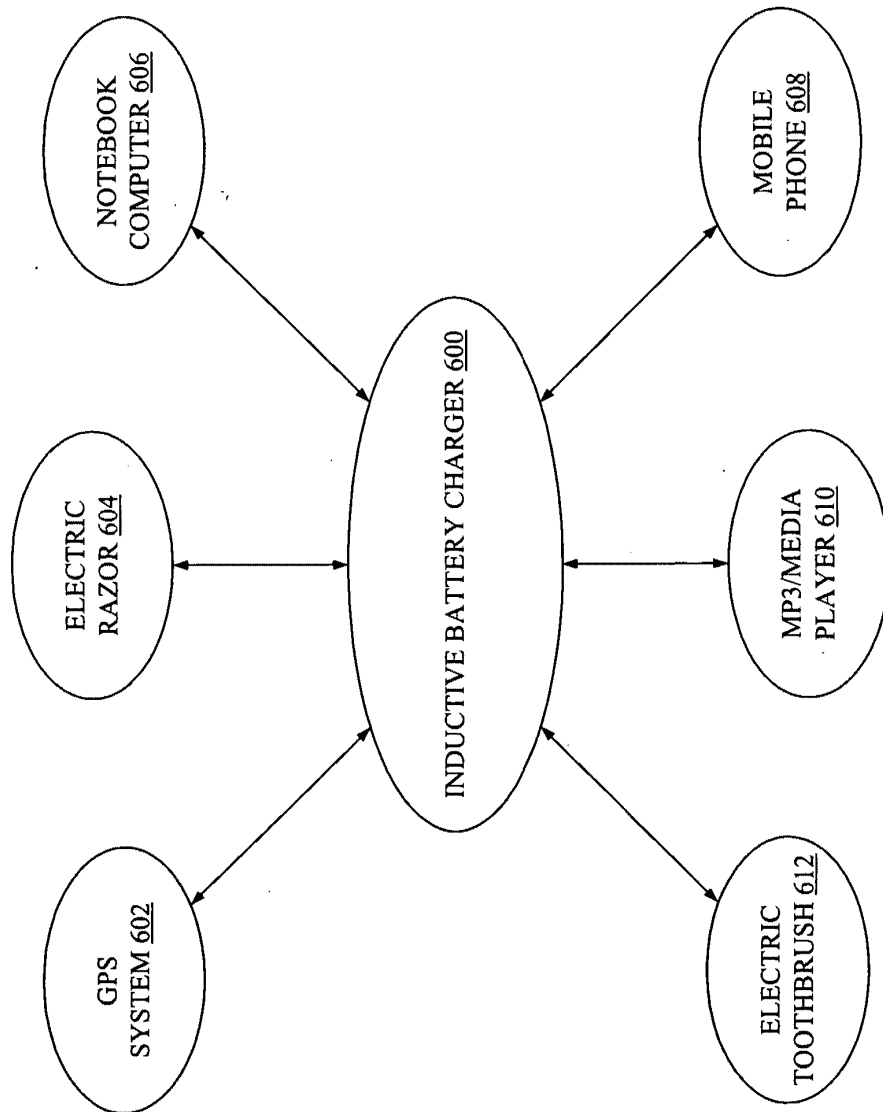 GPS
SYSTEM 602
ELECTRIC
RAZOR 604
NOTEBOOK
COMPUTER 606
INDUCTIVE BATTERY CHARGER 600
ELECTRIC
TOOTHBRUSH 612
MP3/MEDIA
PLAYER 610
MOBILE
PHONE 608